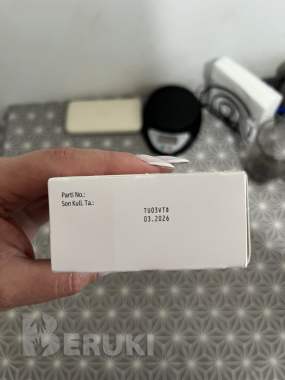 Parti No.:
Son Kull. Ta.:
TU03VT8
03.2026
BERUKI